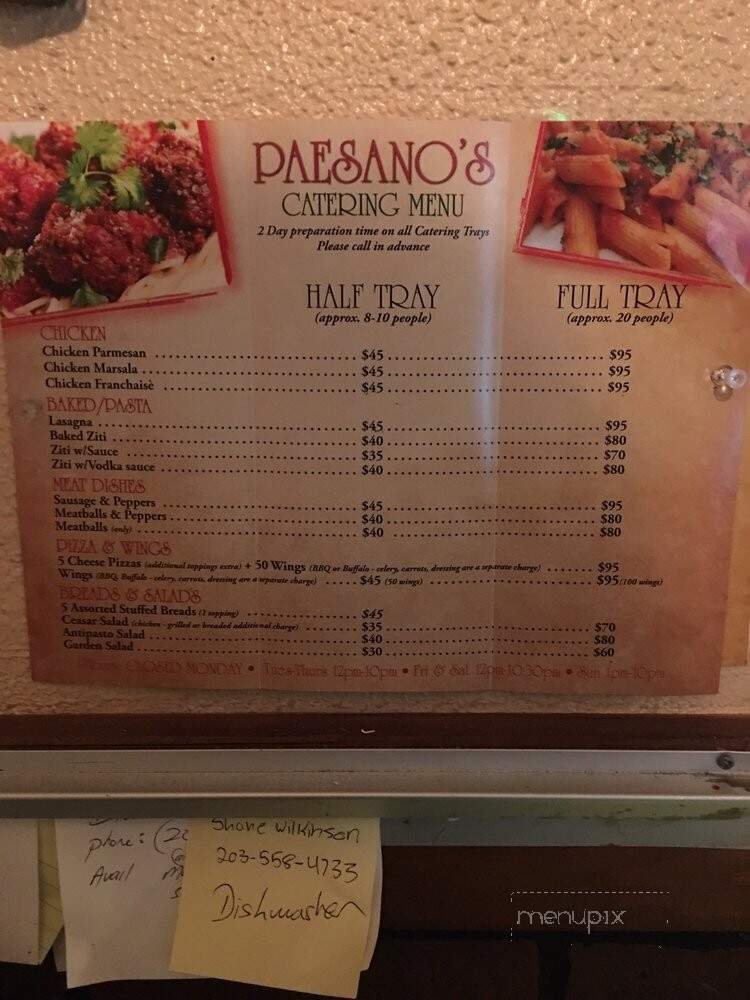 PAESANO'S
CATERING MENU
2 Day preparation time on all Catering Trays
Please call in advance
HALF TRAY FULL TRAY
(approx. 8-10 people) (approx. 20 people)
CHICKEN
Chicken Parmesan $45 $95
Chicken Marsala $45 $95
Chicken Franchaisè $45 $95
BAKED/PASTA
Lasagna $45 $95
Baked Ziti $40 $80
Ziti w/Sauce $35 $70
Ziti w/Vodka sauce $40 $80
MEAT DISHES
Sausage & Peppers $45 $95
Meatballs & Peppers $40 $80
Meatballs (only) $40 $80
PIZZA & WINGS
5 Cheese Pizzas (additional toppings extra) + 50 Wings (BBQ or Buffalo - celery, carrots, dressing are a separate charge) $95
Wings (BBQ, Buffalo - celery, carrots, dressing are a separate charge) $45 (50 wings) $95 (100 wings)
BREADS & SALADS
5 Assorted Stuffed Breads (1 topping) $45
Ceasar Salad (chicken - grilled or breaded additional charge) $35 $70
Antipasto Salad $40 $80
Garden Salad $30 $60
CLOSED MONDAY • Tues-Thurs 12pm-10pm • Fri & Sat 12pm-10:30pm • Sun 1pm-10pm
phone: (20
Avail
Shane Wilkinson
203-558-4733
Dishwasher
menupix